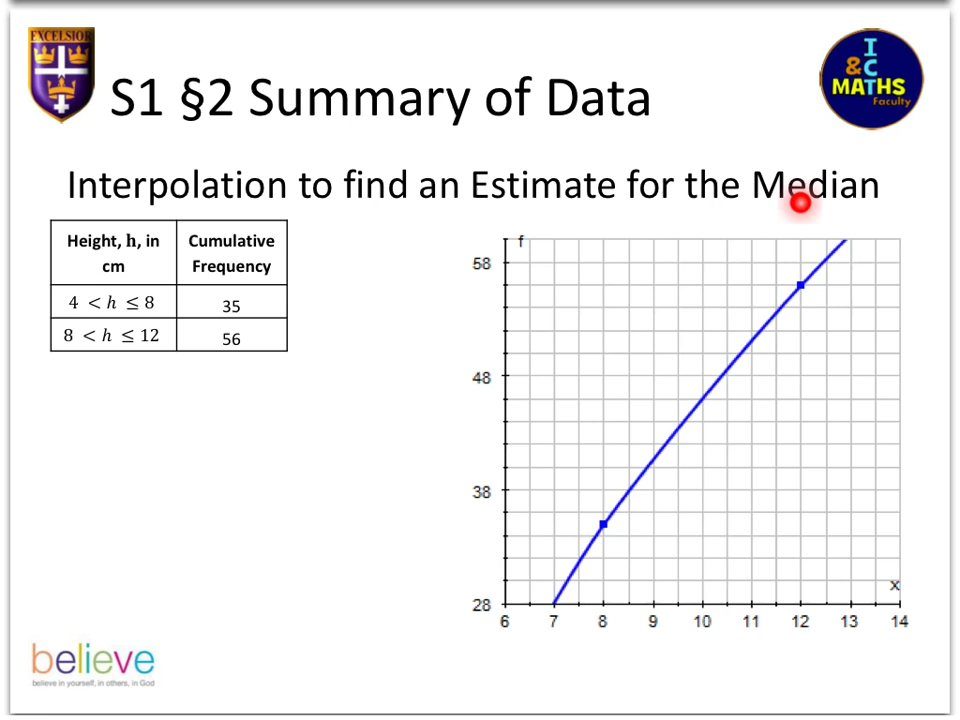 EXCELSIOR
I
&
C
MATHS
Faculty
S1 §2 Summary of Data
Interpolation to find an Estimate for the Median
Height, h, in cm
Cumulative Frequency
4 < h ≤ 8
35
8 < h ≤ 12
56
f
58
48
38
28
x
6 7 8 9 10 11 12 13 14
believe
believe in yourself, in others, in God